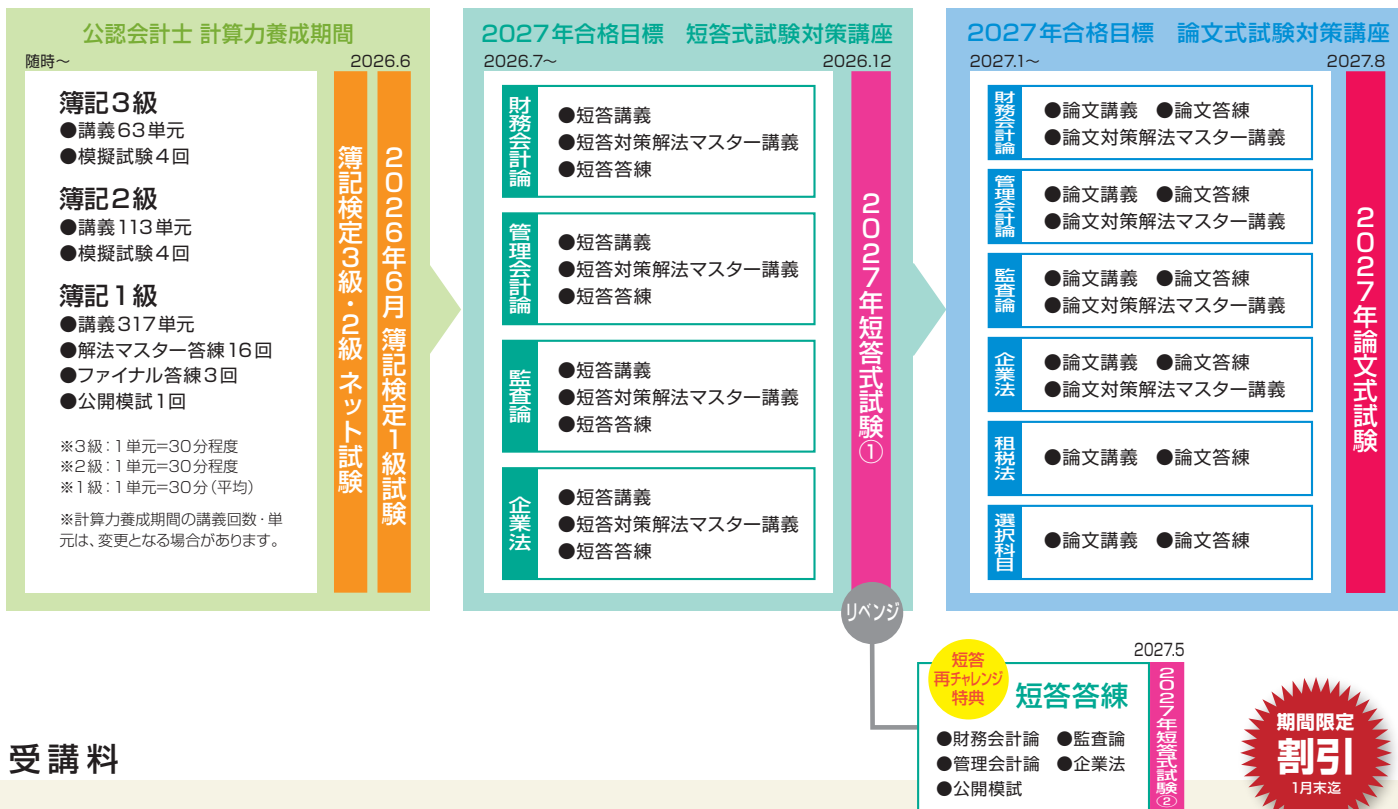 公認会計士 計算力養成期間
随時～
2026.6
簿記3級
●講義63単元
●模擬試験4回
簿記2級
●講義113単元
●模擬試験4回
簿記1級
●講義317単元
●解法マスター答練16回
●ファイナル答練3回
●公開模試1回
※3級：1単元=30分程度
※2級：1単元=30分程度
※1級：1単元=30分（平均）
※計算力養成期間の講義回数・単
元は、変更となる場合があります。
簿記検定3級・2級 ネット試験
2026年6月 簿記検定1級試験
2027年合格目標　短答式試験対策講座
2026.7～
2026.12
財務会計論
●短答講義
●短答対策解法マスター講義
●短答答練
管理会計論
●短答講義
●短答対策解法マスター講義
●短答答練
監査論
●短答講義
●短答対策解法マスター講義
●短答答練
企業法
●短答講義
●短答対策解法マスター講義
●短答答練
2027年短答式試験①
2027年合格目標　論文式試験対策講座
2027.1～
2027.8
財務会計論
●論文講義　●論文答練
●論文対策解法マスター講義
管理会計論
●論文講義　●論文答練
●論文対策解法マスター講義
監査論
●論文講義　●論文答練
●論文対策解法マスター講義
企業法
●論文講義　●論文答練
●論文対策解法マスター講義
租税法
●論文講義　●論文答練
選択科目
●論文講義　●論文答練
2027年論文式試験
リベンジ
2027.5
短答
再チャレンジ
特典
短答答練
●財務会計論　●監査論
●管理会計論　●企業法
●公開模試
2027年短答式試験②
期間限定
割引
1月末迄
受講料